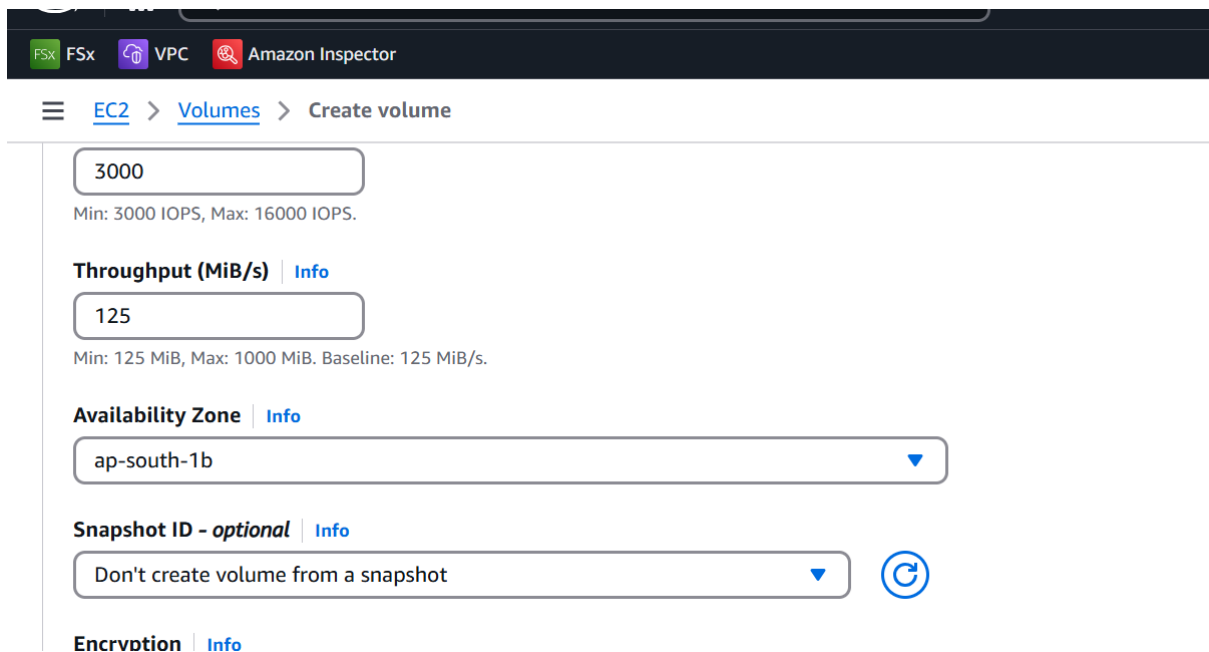 FSx FSx VPC Amazon Inspector
EC2 > Volumes > Create volume
3000
Min: 3000 IOPS, Max: 16000 IOPS.
Throughput (MiB/s) Info
125
Min: 125 MiB, Max: 1000 MiB. Baseline: 125 MiB/s.
Availability Zone Info
ap-south-1b
Snapshot ID - optional Info
Don't create volume from a snapshot
Encryption Info